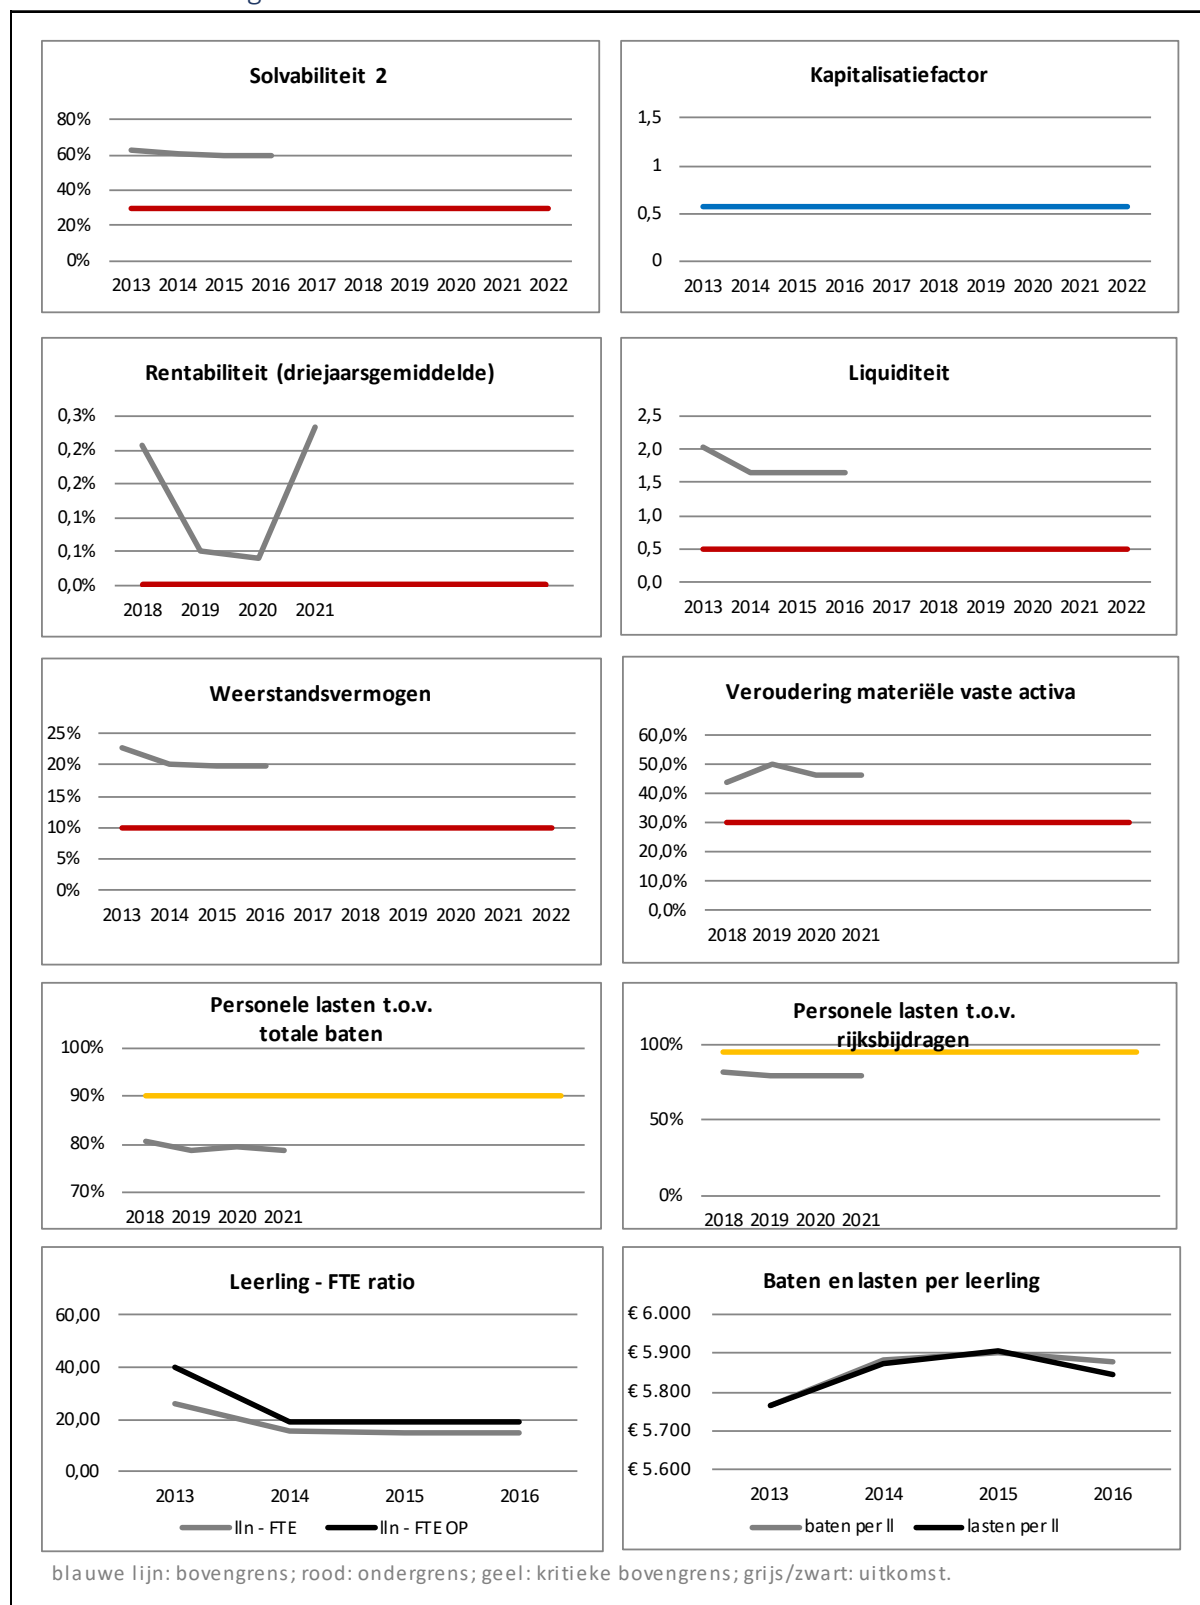 Solvabiliteit 2
80%
60%
40%
20%
0%
2013 2014 2015 2016 2017 2018 2019 2020 2021 2022
Kapitalisatiefactor
1,5
1
0,5
0
2013 2014 2015 2016 2017 2018 2019 2020 2021 2022
Rentabiliteit (driejaarsgemiddelde)
0,3%
0,2%
0,2%
0,1%
0,1%
0,0%
2018 2019 2020 2021
Liquiditeit
2,5
2,0
1,5
1,0
0,5
0,0
2013 2014 2015 2016 2017 2018 2019 2020 2021 2022
Weerstandsvermogen
25%
20%
15%
10%
5%
0%
2013 2014 2015 2016 2017 2018 2019 2020 2021 2022
Veroudering materiële vaste activa
60,0%
50,0%
40,0%
30,0%
20,0%
10,0%
0,0%
2018 2019 2020 2021
Personele lasten t.o.v.
totale baten
100%
90%
80%
70%
2018 2019 2020 2021
Personele lasten t.o.v.
rijksbijdragen
100%
50%
0%
2018 2019 2020 2021
Leerling - FTE ratio
60,00
40,00
20,00
0,00
2013 2014 2015 2016
lln - FTE lln - FTE OP
Baten en lasten per leerling
€ 6.000
€ 5.900
€ 5.800
€ 5.700
€ 5.600
2013 2014 2015 2016
baten per ll lasten per ll
blauwe lijn: bovengrens; rood: ondergrens; geel: kritieke bovengrens; grijs/zwart: uitkomst.